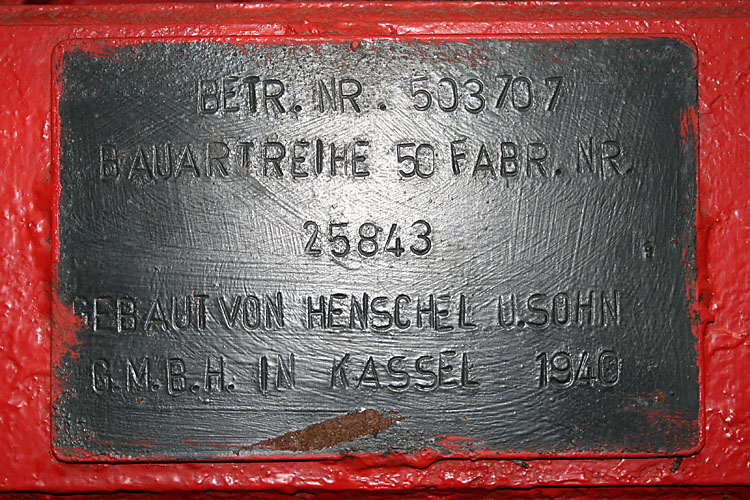 BETR. NR. 503707
BAUARTREIHE 50 FABR. NR.
25843
GEBAUT VON HENSCHEL U. SOHN
G.M.B.H. IN KASSEL 1940